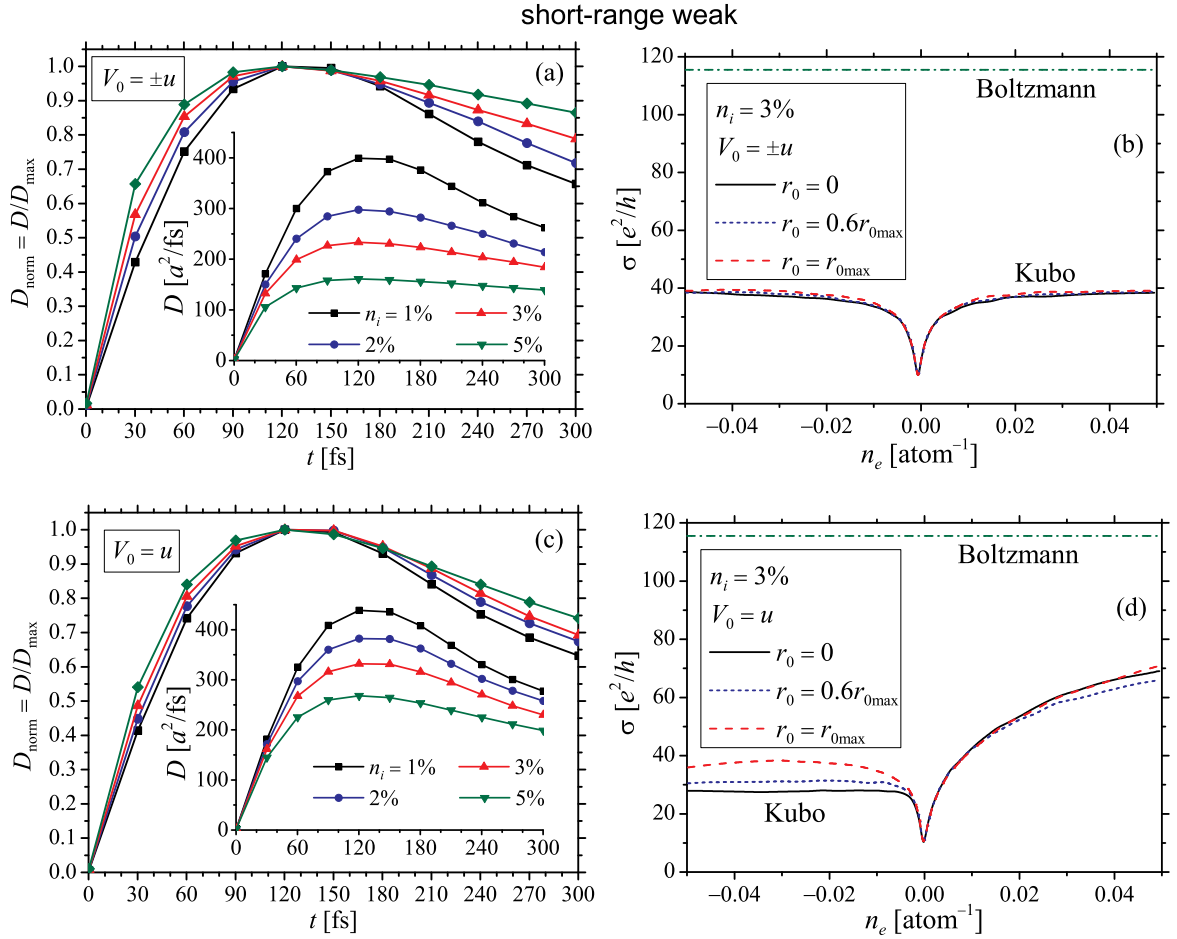 short-range weak
V₀ = ±u
(a)
D_norm = D/D_max
1.0
0.9
0.8
0.7
0.6
0.5
0.4
0.3
0.2
0.1
0.0
0 30 60 90 120 150 180 210 240 270 300
t [fs]
D [a²/fs]
400
300
200
100
0
0 60 120 180 240 300
nᵢ = 1% 3%
2% 5%
120
100
80
60
40
20
0
σ [e²/h]
Boltzmann
nᵢ = 3%
V₀ = ±u
r₀ = 0
r₀ = 0.6r₀max
r₀ = r₀max
(b)
Kubo
−0.04 −0.02 0.00 0.02 0.04
nₑ [atom⁻¹]
V₀ = u
(c)
D_norm = D/D_max
1.0
0.9
0.8
0.7
0.6
0.5
0.4
0.3
0.2
0.1
0.0
0 30 60 90 120 150 180 210 240 270 300
t [fs]
D [a²/fs]
400
300
200
100
0
0 60 120 180 240 300
nᵢ = 1% 3%
2% 5%
120
100
80
60
40
20
0
σ [e²/h]
Boltzmann
nᵢ = 3%
V₀ = u
r₀ = 0
r₀ = 0.6r₀max
r₀ = r₀max
(d)
Kubo
−0.04 −0.02 0.00 0.02 0.04
nₑ [atom⁻¹]